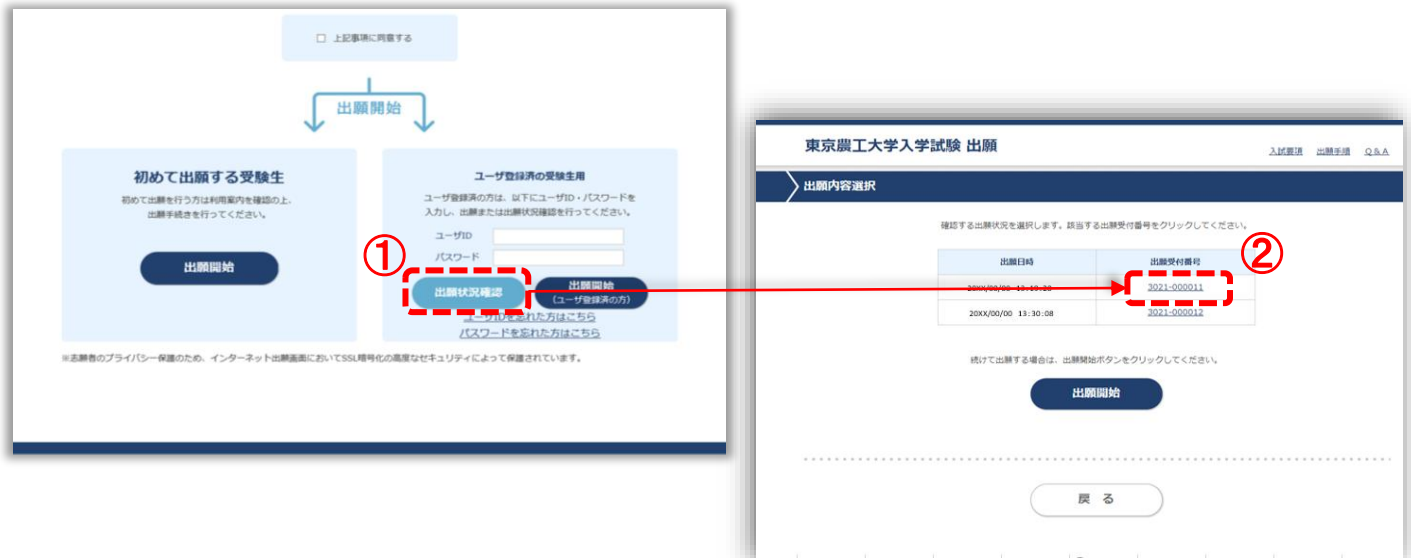 上記事項に同意する
出願開始
初めて出願する受験生
初めて出願を行う方は利用案内を確認の上、
出願手続きを行ってください。
出願開始
ユーザ登録済の受験生用
ユーザ登録済の方は、以下にユーザID・パスワードを
入力し、出願または出願状況確認を行ってください。
ユーザID
パスワード
①
出願状況確認
出願開始
(ユーザ登録済の方)
ユーザIDを忘れた方はこちら
パスワードを忘れた方はこちら
※志願者のプライバシー保護のため、インターネット出願画面においてSSL暗号化の高度なセキュリティによって保護されています。
東京農工大学入学試験 出願
入試要項 出願手順 Q&A
出願内容選択
確認する出願状況を選択します。該当する出願受付番号をクリックしてください。
②
出願日時 出願受付番号
3021-000011
20XX/00/00 13:30:08 3021-000012
続けて出願する場合は、出願開始ボタンをクリックしてください。
出願開始
戻 る